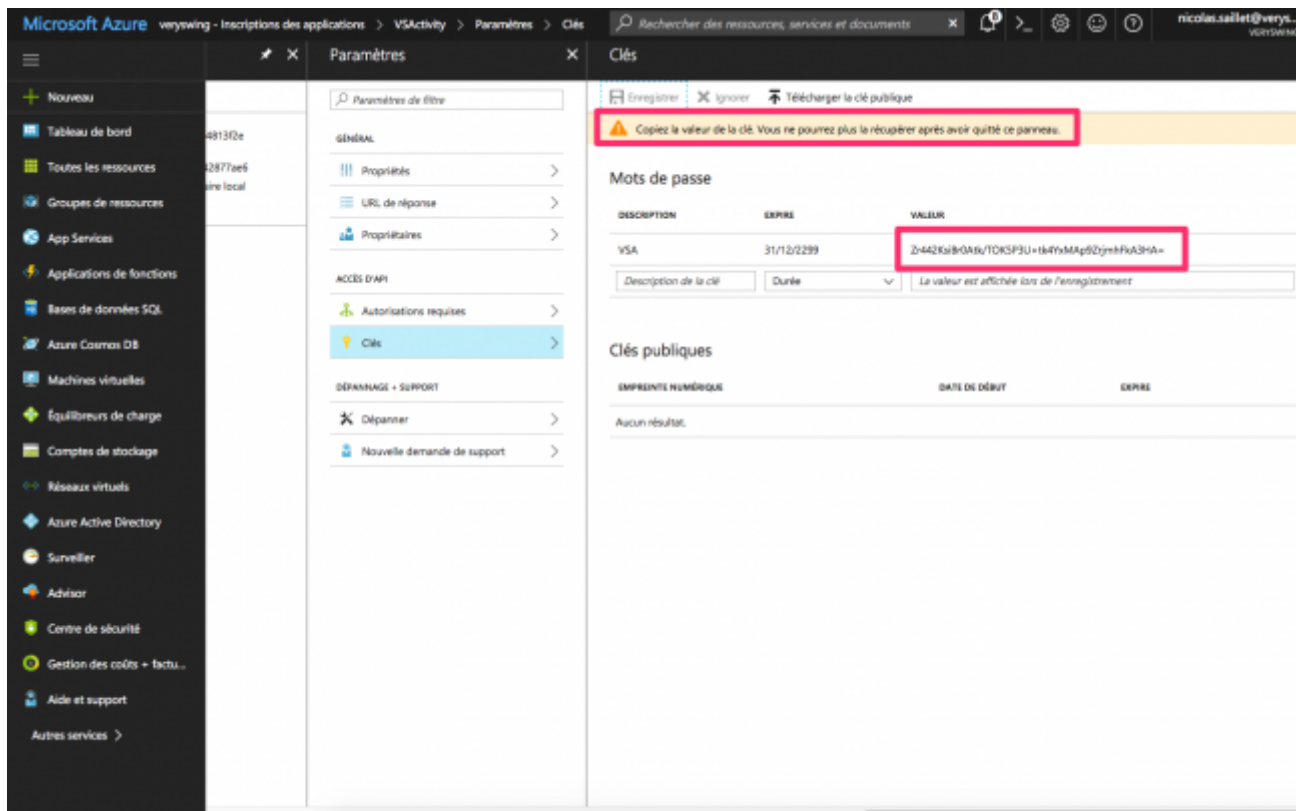 Microsoft Azure veryswing - Inscriptions des applications > VSActivity > Paramètres > Clés
Rechercher des ressources, services et documents
nicolas.saillet@verys...
VERYSWING
Paramètres
Clés
Nouveau
Tableau de bord
Toutes les ressources
Groupes de ressources
App Services
Applications de fonctions
Bases de données SQL
Azure Cosmos DB
Machines virtuelles
Équilibreurs de charge
Comptes de stockage
Réseaux virtuels
Azure Active Directory
Surveiller
Advisor
Centre de sécurité
Gestion des coûts + factu...
Aide et support
Autres services >
4813f2e
2877ae6
aire local
Paramètres de filtre
GÉNÉRAL
Propriétés
URL de réponse
Propriétaires
ACCÈS D'API
Autorisations requises
Clés
DÉPANNAGE + SUPPORT
Dépanner
Nouvelle demande de support
Enregistrer Ignorer Télécharger la clé publique
Copiez la valeur de la clé. Vous ne pourrez plus la récupérer après avoir quitté ce panneau.
Mots de passe
DESCRIPTION EXPIRE VALEUR
VSA 31/12/2299
Description de la clé Durée La valeur est affichée lors de l'enregistrement
Clés publiques
EMPREINTE NUMÉRIQUE DATE DE DÉBUT EXPIRE
Aucun résultat.